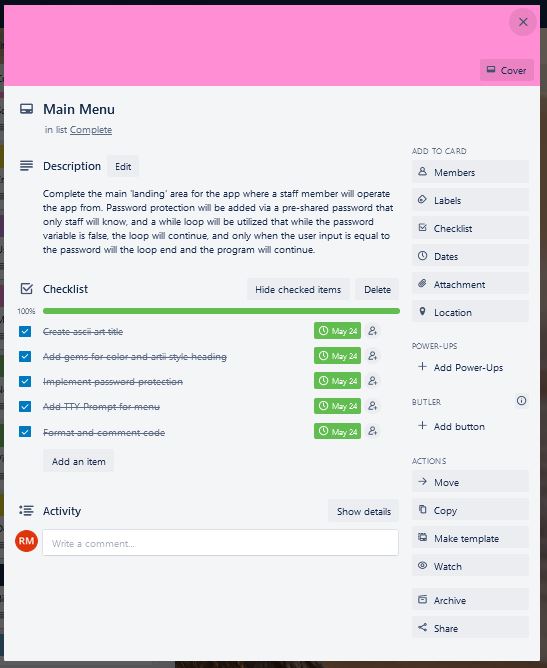 Cover
Main Menu
in list Complete
Description Edit
Complete the main 'landing' area for the app where a staff member will operate
the app from. Password protection will be added via a pre-shared password that
only staff will know, and a while loop will be utilized that while the password
variable is false, the loop will continue, and only when the user input is equal to
the password will the loop end and the program will continue.
Checklist Hide checked items Delete
100%
Create ascii art title May 24
Add gems for color and artii style heading May 24
Implement password protection May 24
Add TTY-Prompt for menu May 24
Format and comment code May 24
Add an item
Activity Show details
RM Write a comment...
ADD TO CARD
Members
Labels
Checklist
Dates
Attachment
Location
POWER-UPS
Add Power-Ups
BUTLER
Add button
ACTIONS
Move
Copy
Make template
Watch
Archive
Share